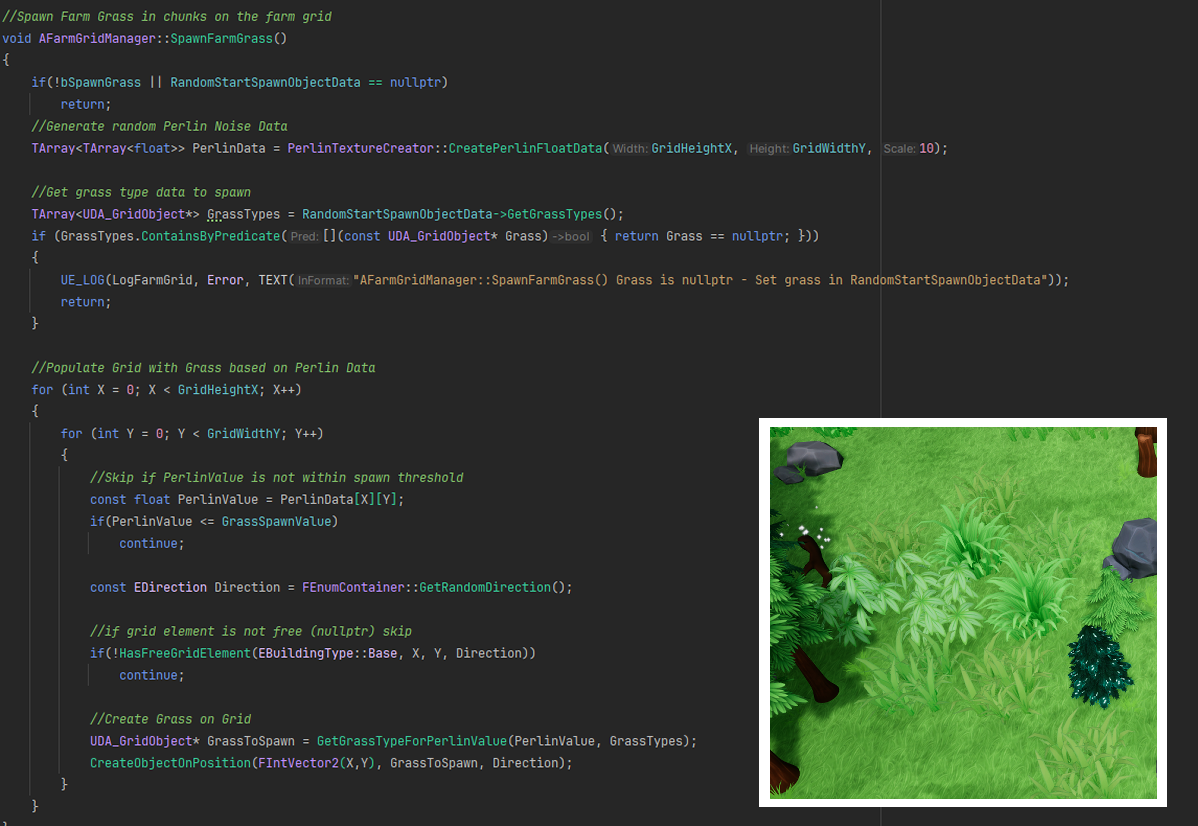 //Spawn Farm Grass in chunks on the farm grid
void AFarmGridManager::SpawnFarmGrass()
{
if(!bSpawnGrass || RandomStartSpawnObjectData == nullptr)
return;
//Generate random Perlin Noise Data
TArray<TArray<float>> PerlinData = PerlinTextureCreator::CreatePerlinFloatData( Width: GridHeightX, Height: GridWidthY, Scale: 10);
//Get grass type data to spawn
TArray<UDA_GridObject*> GrassTypes = RandomStartSpawnObjectData->GetGrassTypes();
if (GrassTypes.ContainsByPredicate( Pred: [](const UDA_GridObject* Grass) ->bool { return Grass == nullptr; }))
{
UE_LOG(LogFarmGrid, Error, TEXT( InFormat: "AFarmGridManager::SpawnFarmGrass() Grass is nullptr - Set grass in RandomStartSpawnObjectData"));
return;
}
//Populate Grid with Grass based on Perlin Data
for (int X = 0; X < GridHeightX; X++)
{
for (int Y = 0; Y < GridWidthY; Y++)
{
//Skip if PerlinValue is not within spawn threshold
const float PerlinValue = PerlinData[X][Y];
if(PerlinValue <= GrassSpawnValue)
continue;
const EDirection Direction = FEnumContainer::GetRandomDirection();
//if grid element is not free (nullptr) skip
if(!HasFreeGridElement(EBuildingType::Base, X, Y, Direction))
continue;
//Create Grass on Grid
UDA_GridObject* GrassToSpawn = GetGrassTypeForPerlinValue(PerlinValue, GrassTypes);
CreateObjectOnPosition(FIntVector2(X,Y), GrassToSpawn, Direction);
}
}
}